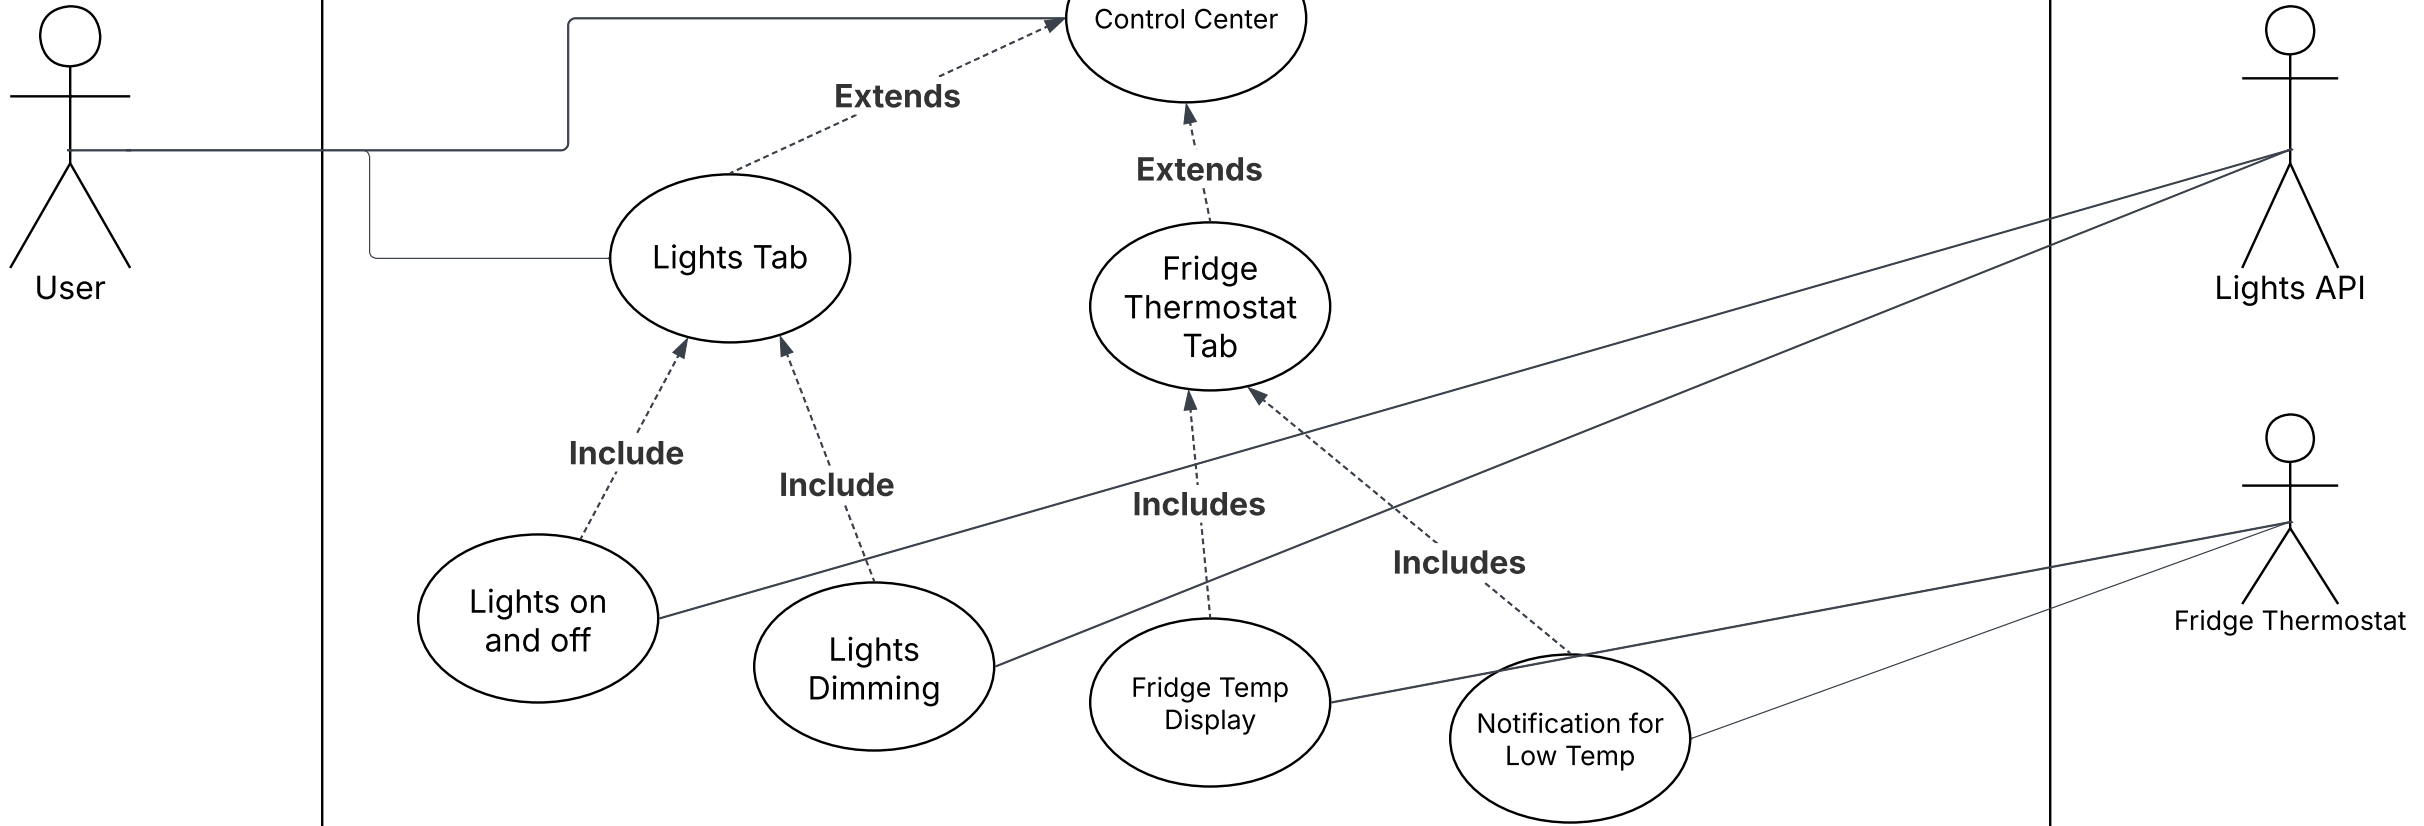 Control Center
Extends
Extends
Lights Tab
Fridge
Thermostat
Tab
User
Lights API
Include
Include
Includes
Includes
Lights on
and off
Lights
Dimming
Fridge Temp
Display
Notification for
Low Temp
Fridge Thermostat